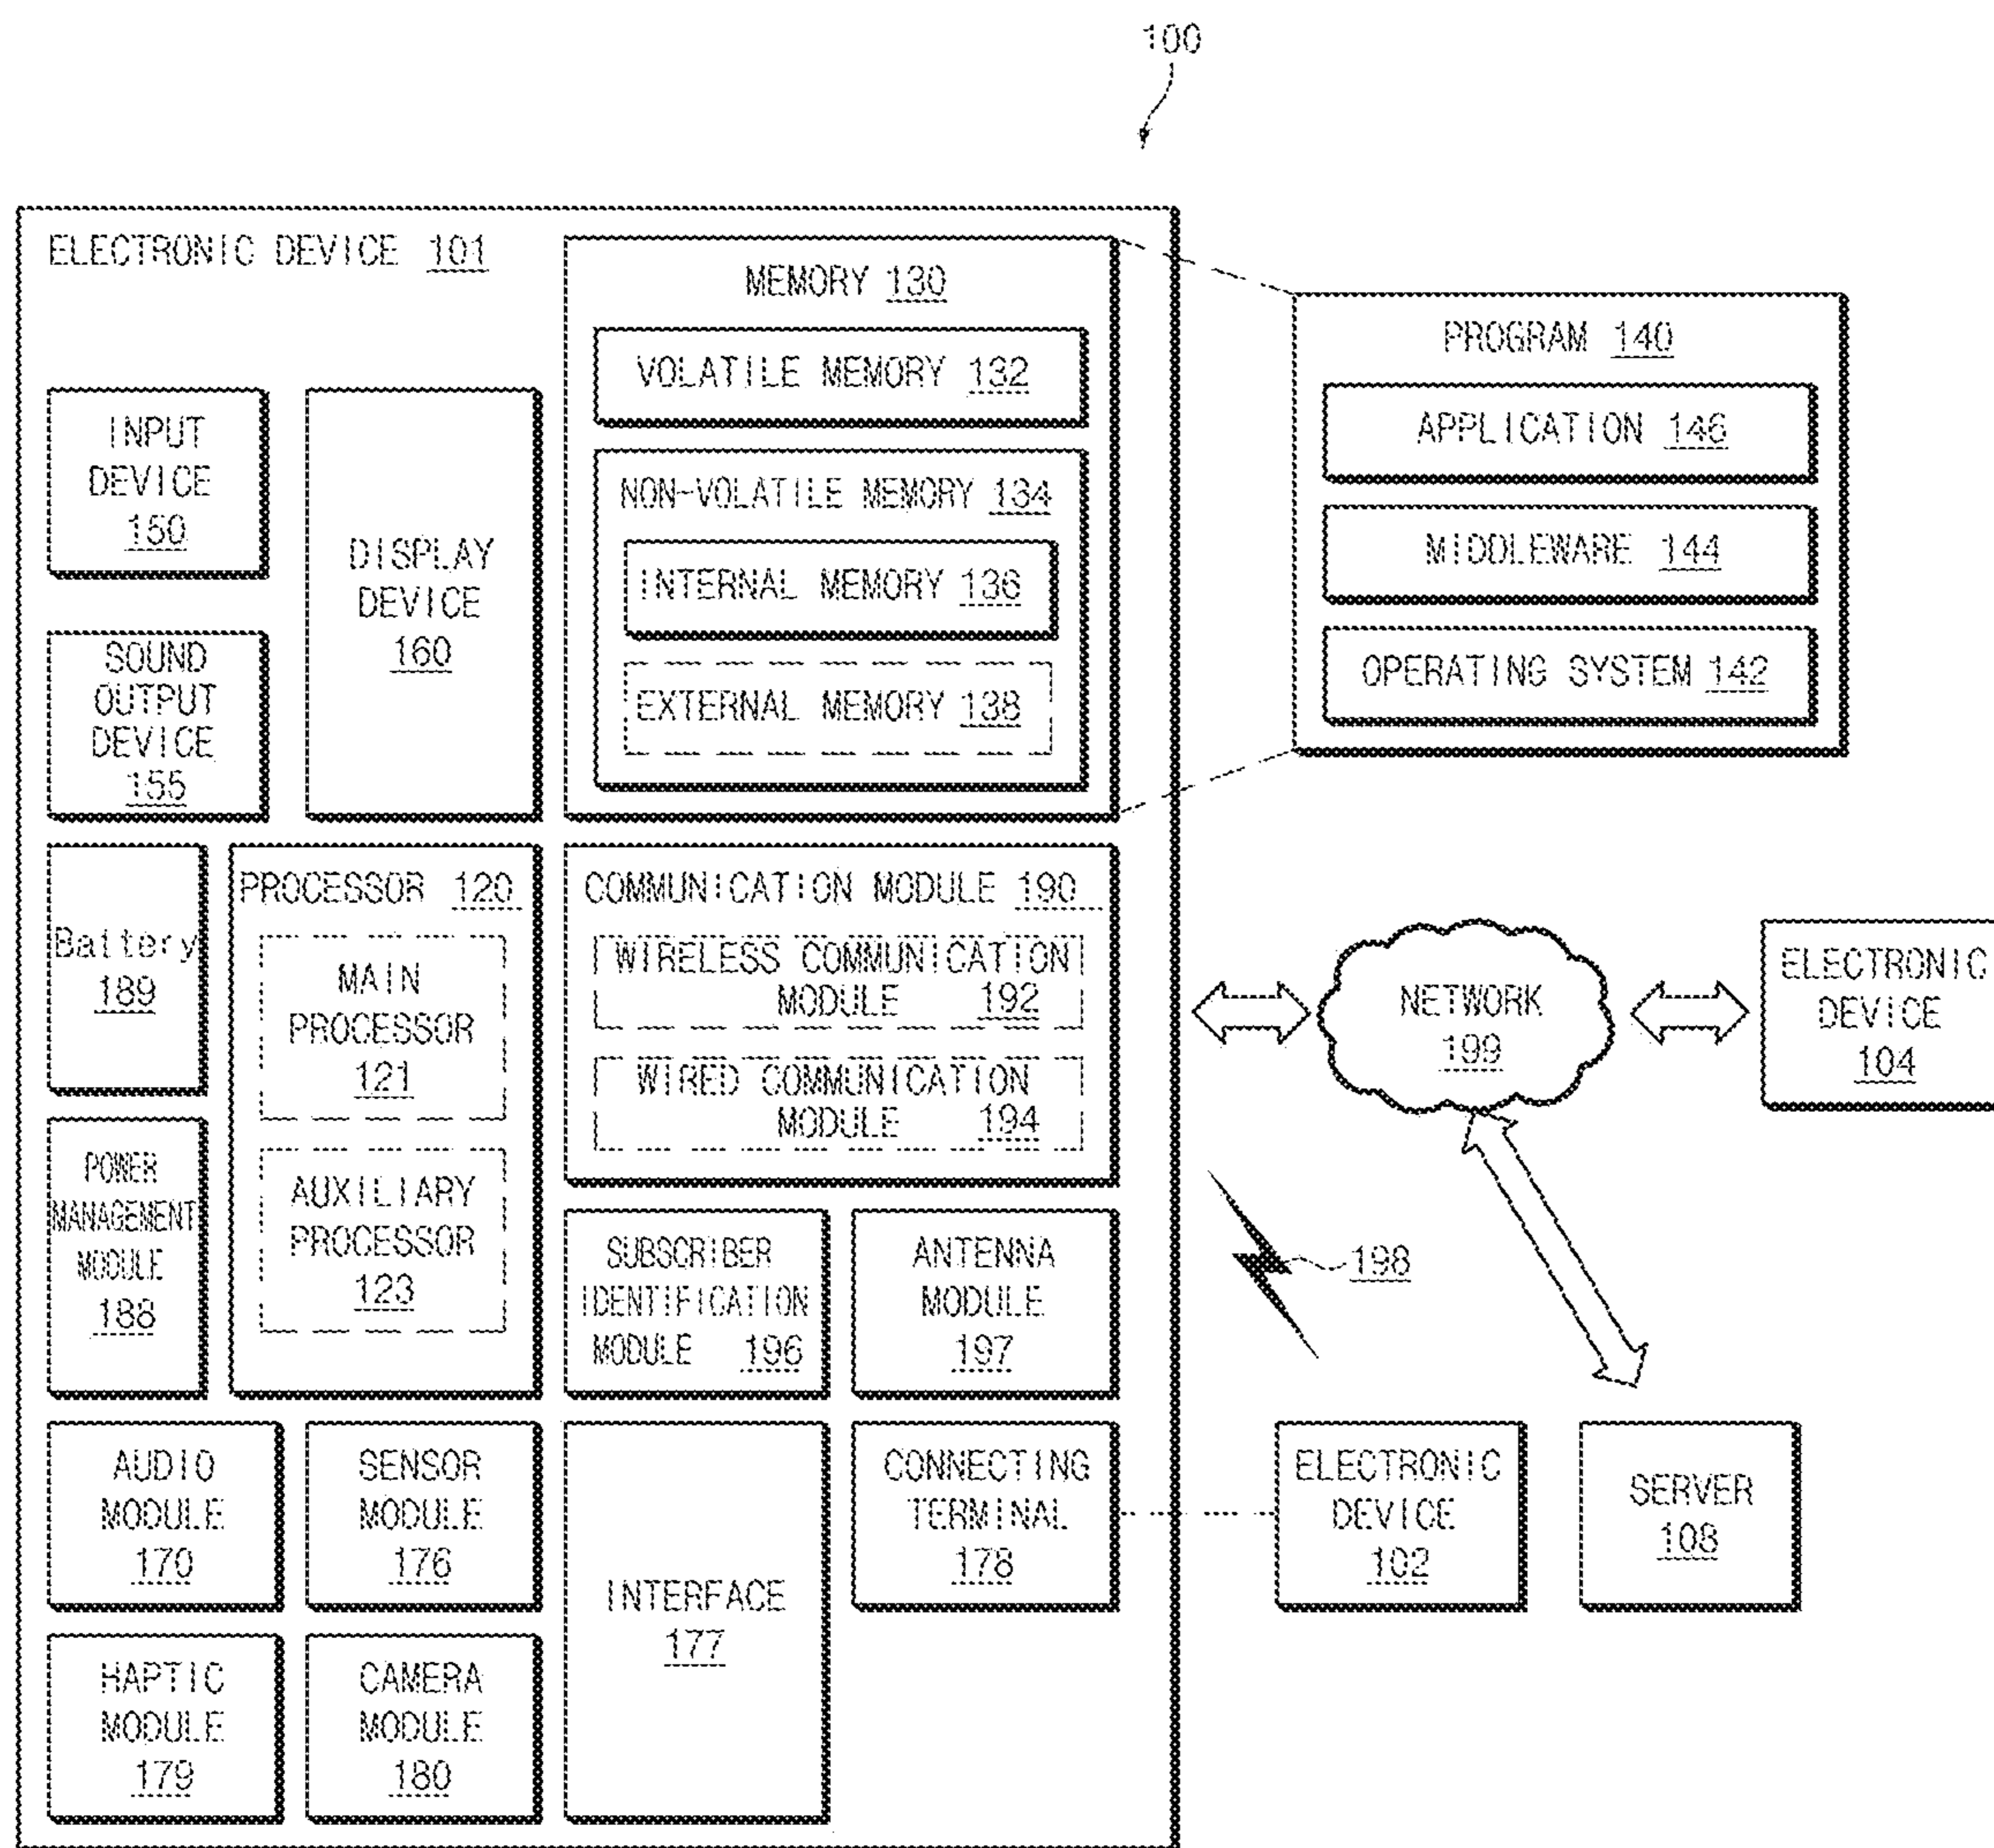 100
ELECTRONIC DEVICE 101
MEMORY 130
VOLATILE MEMORY 132
NON-VOLATILE MEMORY 134
INTERNAL MEMORY 136
EXTERNAL MEMORY 138
PROGRAM 140
APPLICATION 146
MIDDLEWARE 144
OPERATING SYSTEM 142
INPUT
DEVICE
150
SOUND
OUTPUT
DEVICE
155
DISPLAY
DEVICE
160
Battery
189
POWER
MANAGEMENT
MODULE
188
PROCESSOR 120
MAIN
PROCESSOR
121
AUXILIARY
PROCESSOR
123
COMMUNICATION MODULE 190
WIRELESS COMMUNICATION
MODULE 192
WIRED COMMUNICATION
MODULE 194
SUBSCRIBER
IDENTIFICATION
MODULE 196
ANTENNA
MODULE
197
NETWORK
199
ELECTRONIC
DEVICE
104
198
AUDIO
MODULE
170
SENSOR
MODULE
176
INTERFACE
177
CONNECTING
TERMINAL
178
ELECTRONIC
DEVICE
102
SERVER
108
HAPTIC
MODULE
179
CAMERA
MODULE
180